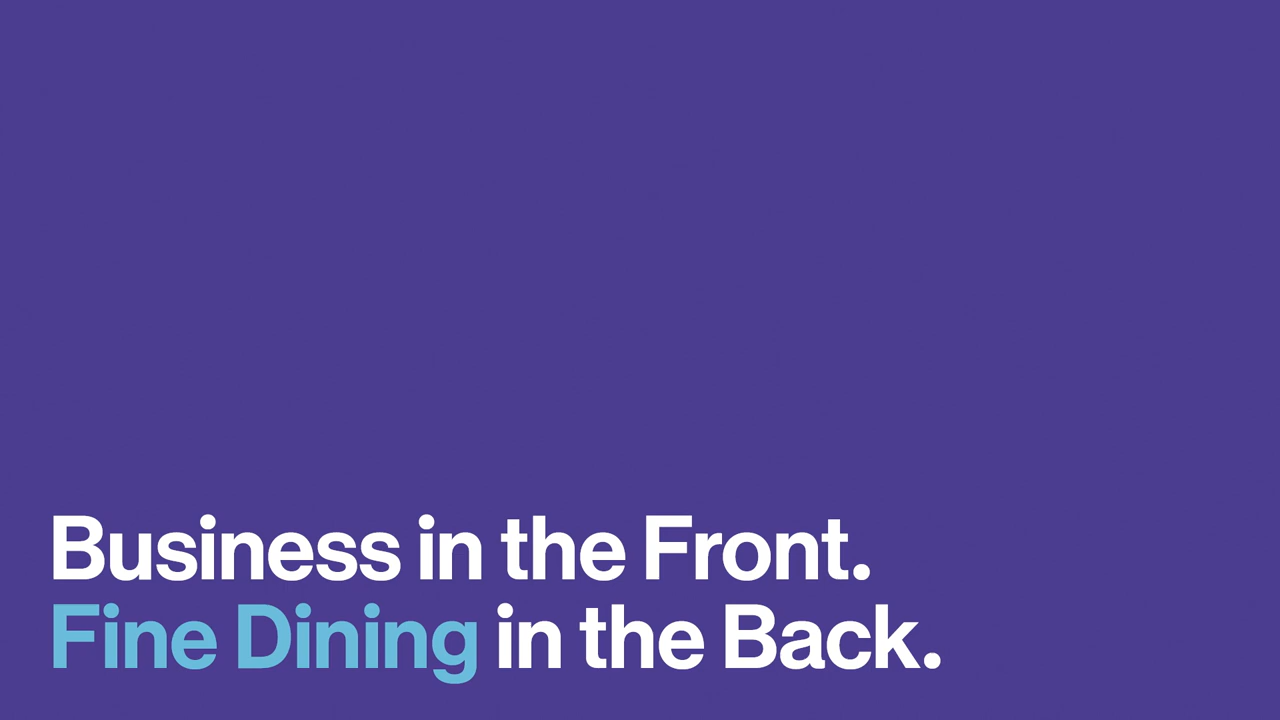 Business in the Front.
Fine Dining in the Back.